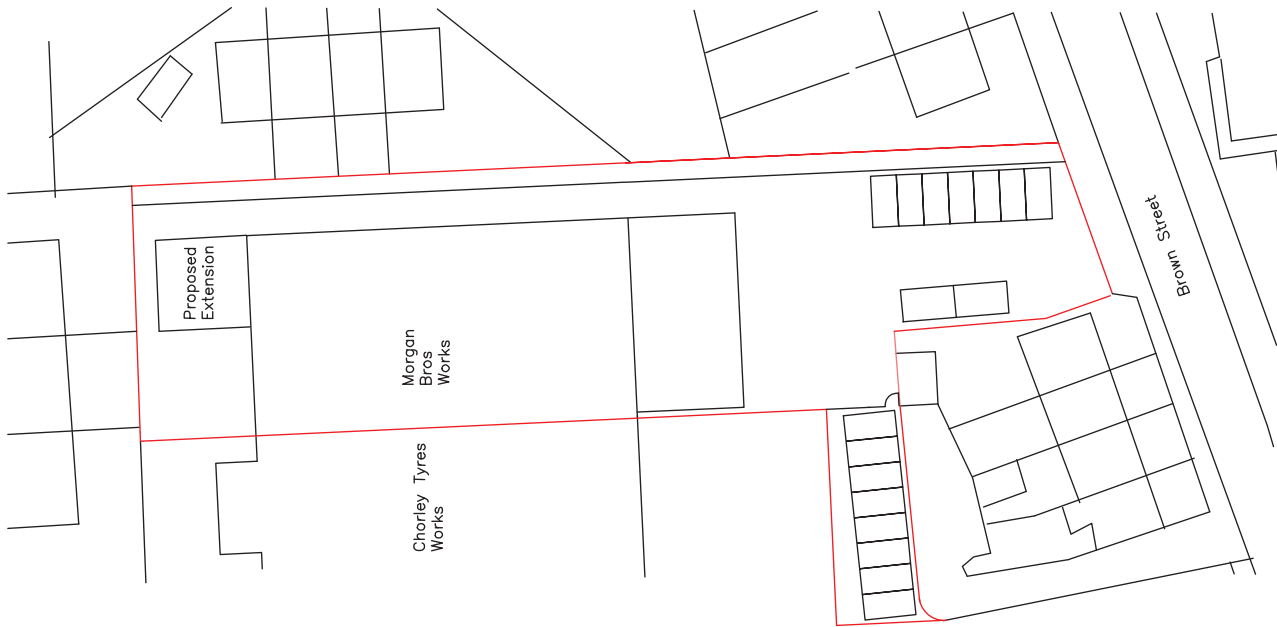 Proposed
Extension
Morgan
Bros
Works
Chorley Tyres
Works
Brown Street